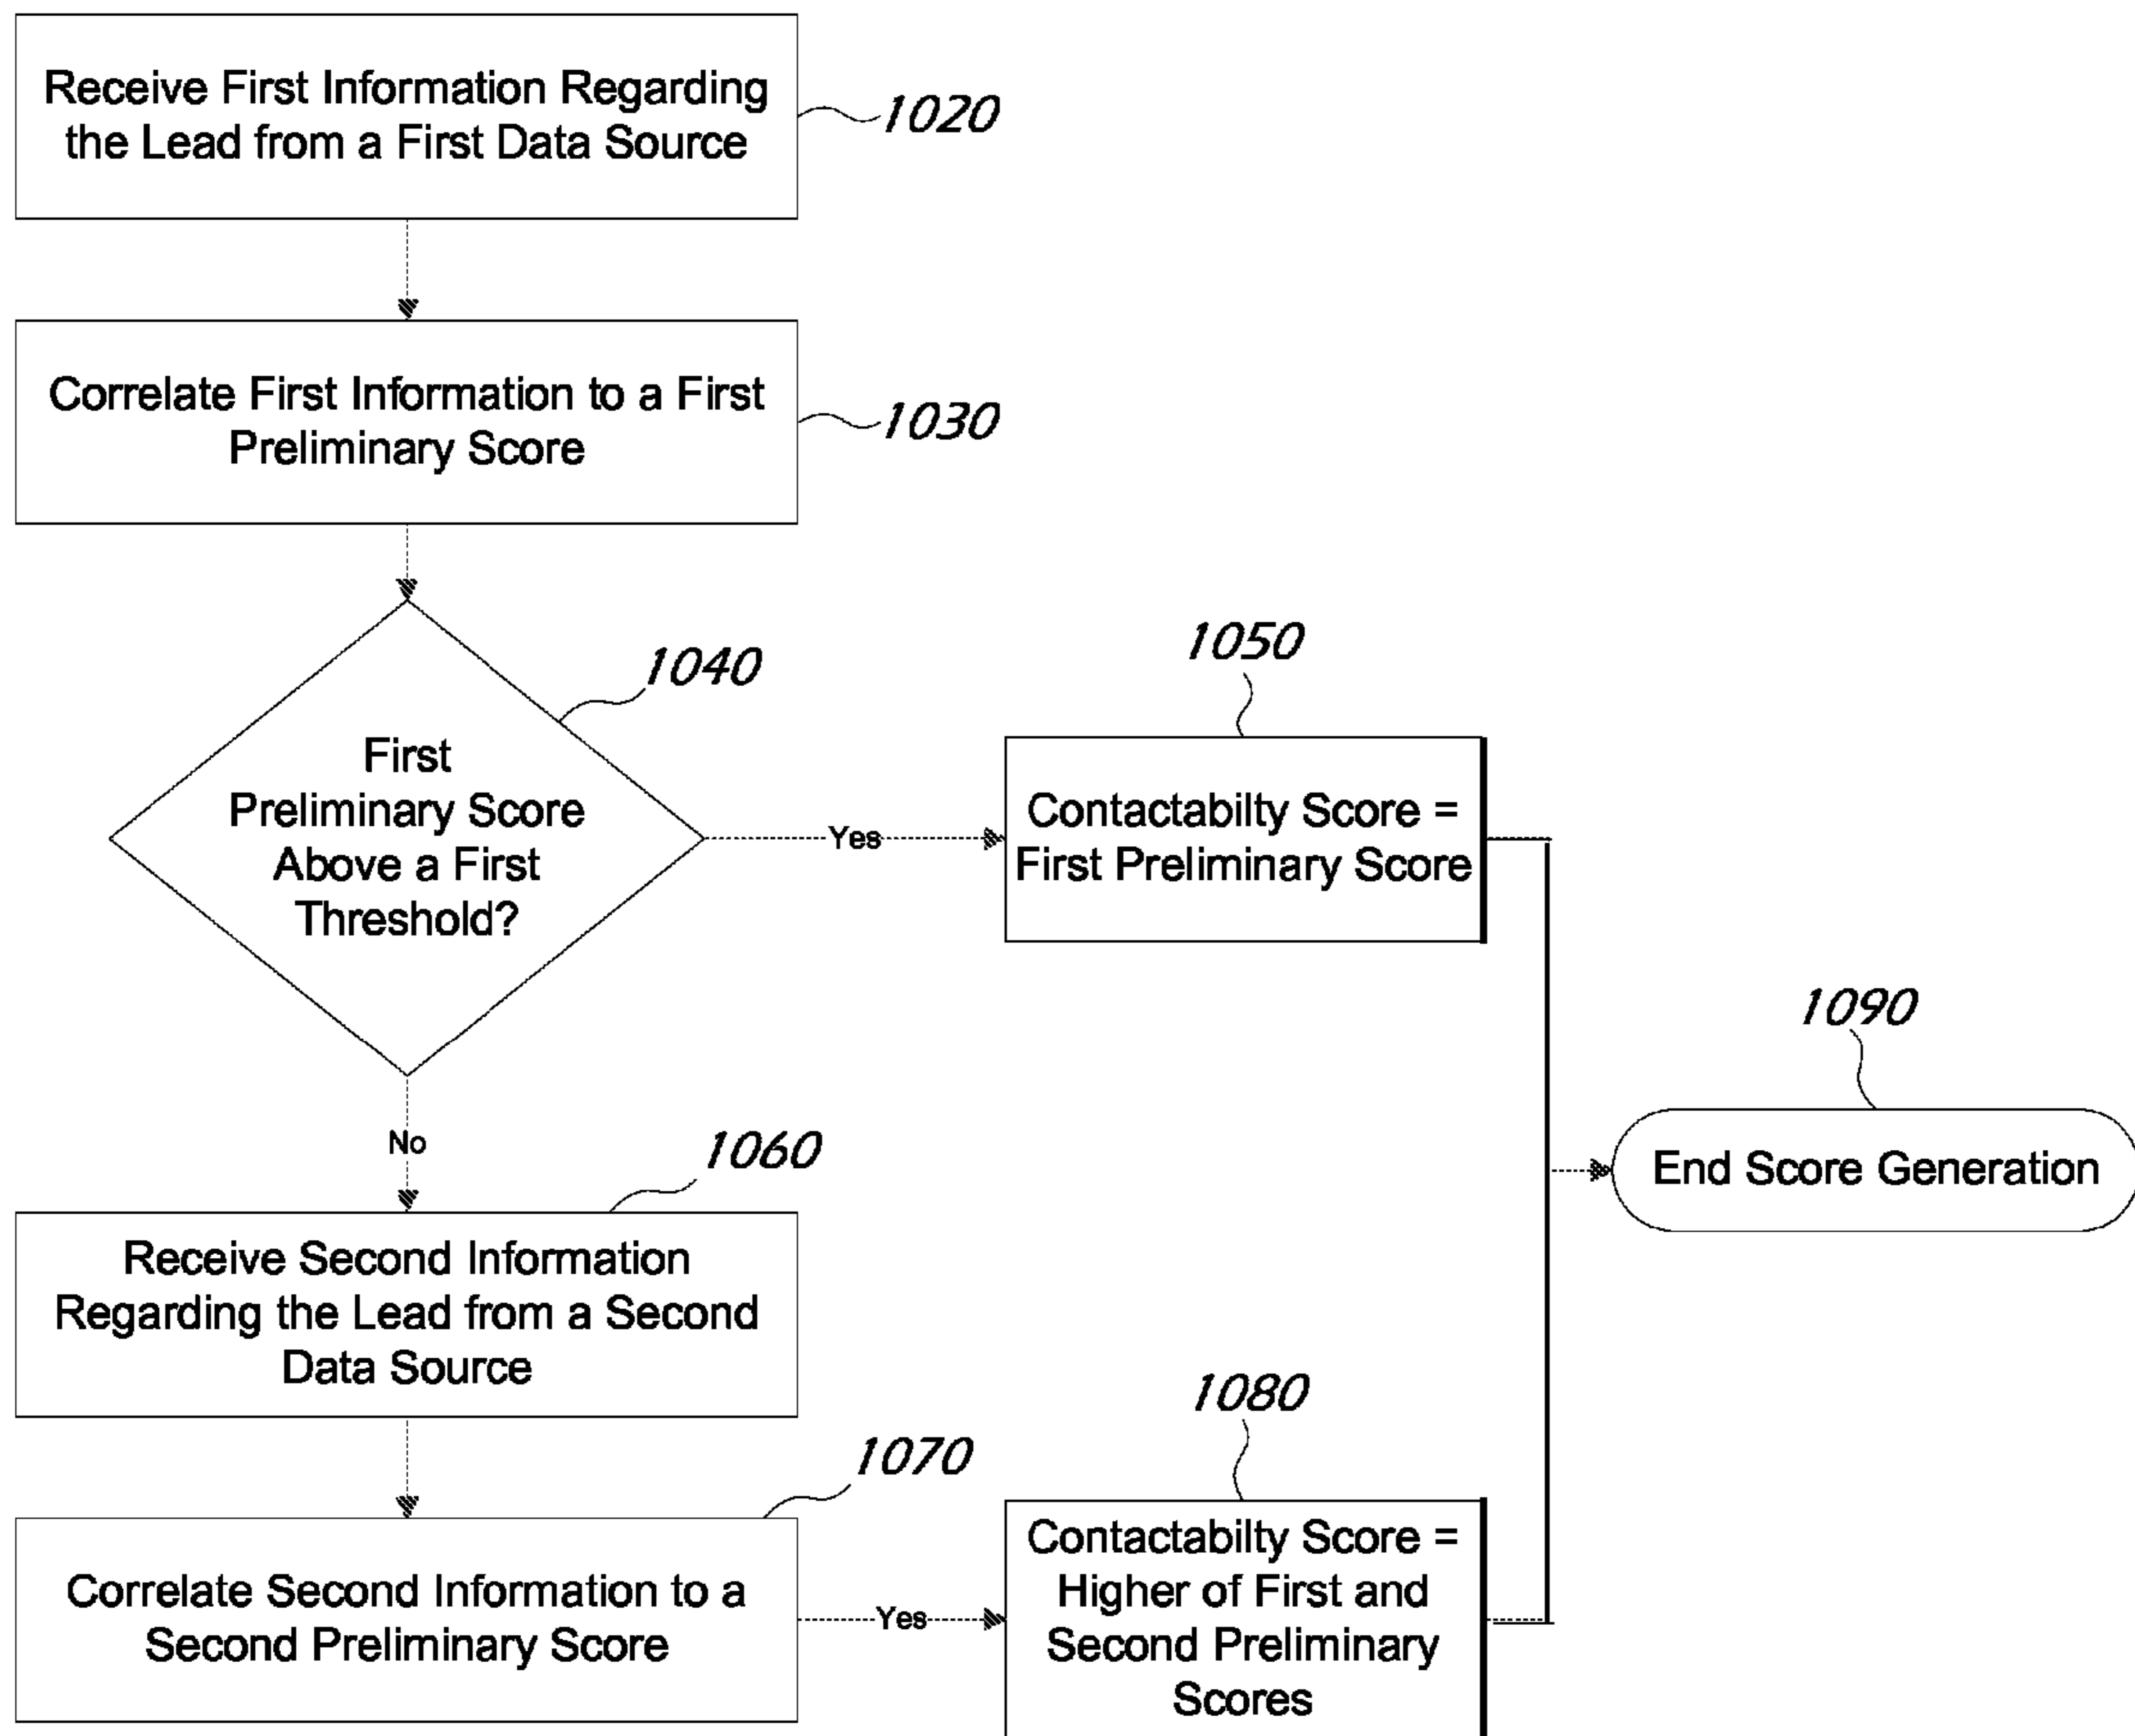 Receive First Information Regarding
the Lead from a First Data Source
1020
Correlate First Information to a First
Preliminary Score
1030
1040
First
Preliminary Score
Above a First
Threshold?
Yes
1050
Contactabilty Score =
First Preliminary Score
No
1060
Receive Second Information
Regarding the Lead from a Second
Data Source
1070
Correlate Second Information to a
Second Preliminary Score
Yes
1080
Contactabilty Score =
Higher of First and
Second Preliminary
Scores
1090
End Score Generation